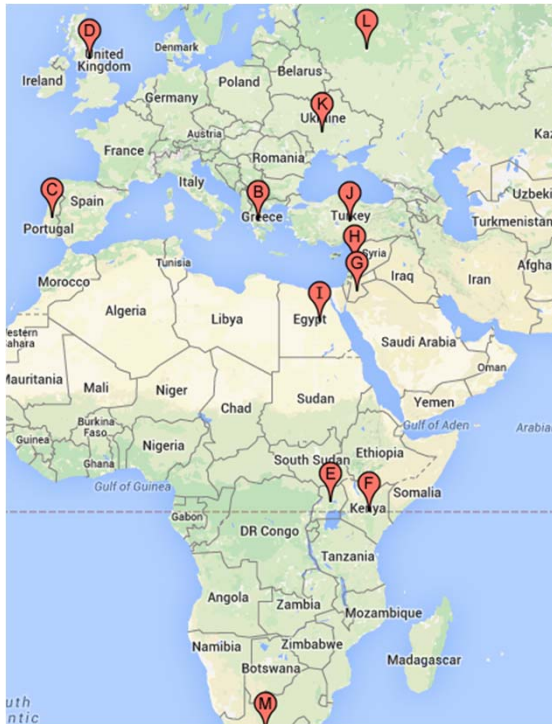 L
D
United
Kingdom
Denmark
Ireland
Belarus
Poland
K
Germany
Ukraine
Kaz
Austria
France
Romania
Italy
C
B
J
Spain
Uzbeki
Portugal
Greece
Turkey
Turkmenistan
H
Tunisia
Syria
Afgha
G
Morocco
Iraq
Iran
I
Algeria
Libya
Egypt
estern
ahara
Saudi Arabia
Oman
Mauritania
Mali
Niger
Sudan
Chad
Yemen
Burkina
Faso
Gulf of Aden
Arabia
Guinea
Nigeria
Ethiopia
Ghana
South Sudan
E
F
Gulf of Guinea
Somalia
Gabon
Kenya
DR Congo
Tanzania
Angola
Zambia
Mozambique
Namibia
Zimbabwe
Botswana
Madagascar
M
uth
ntic